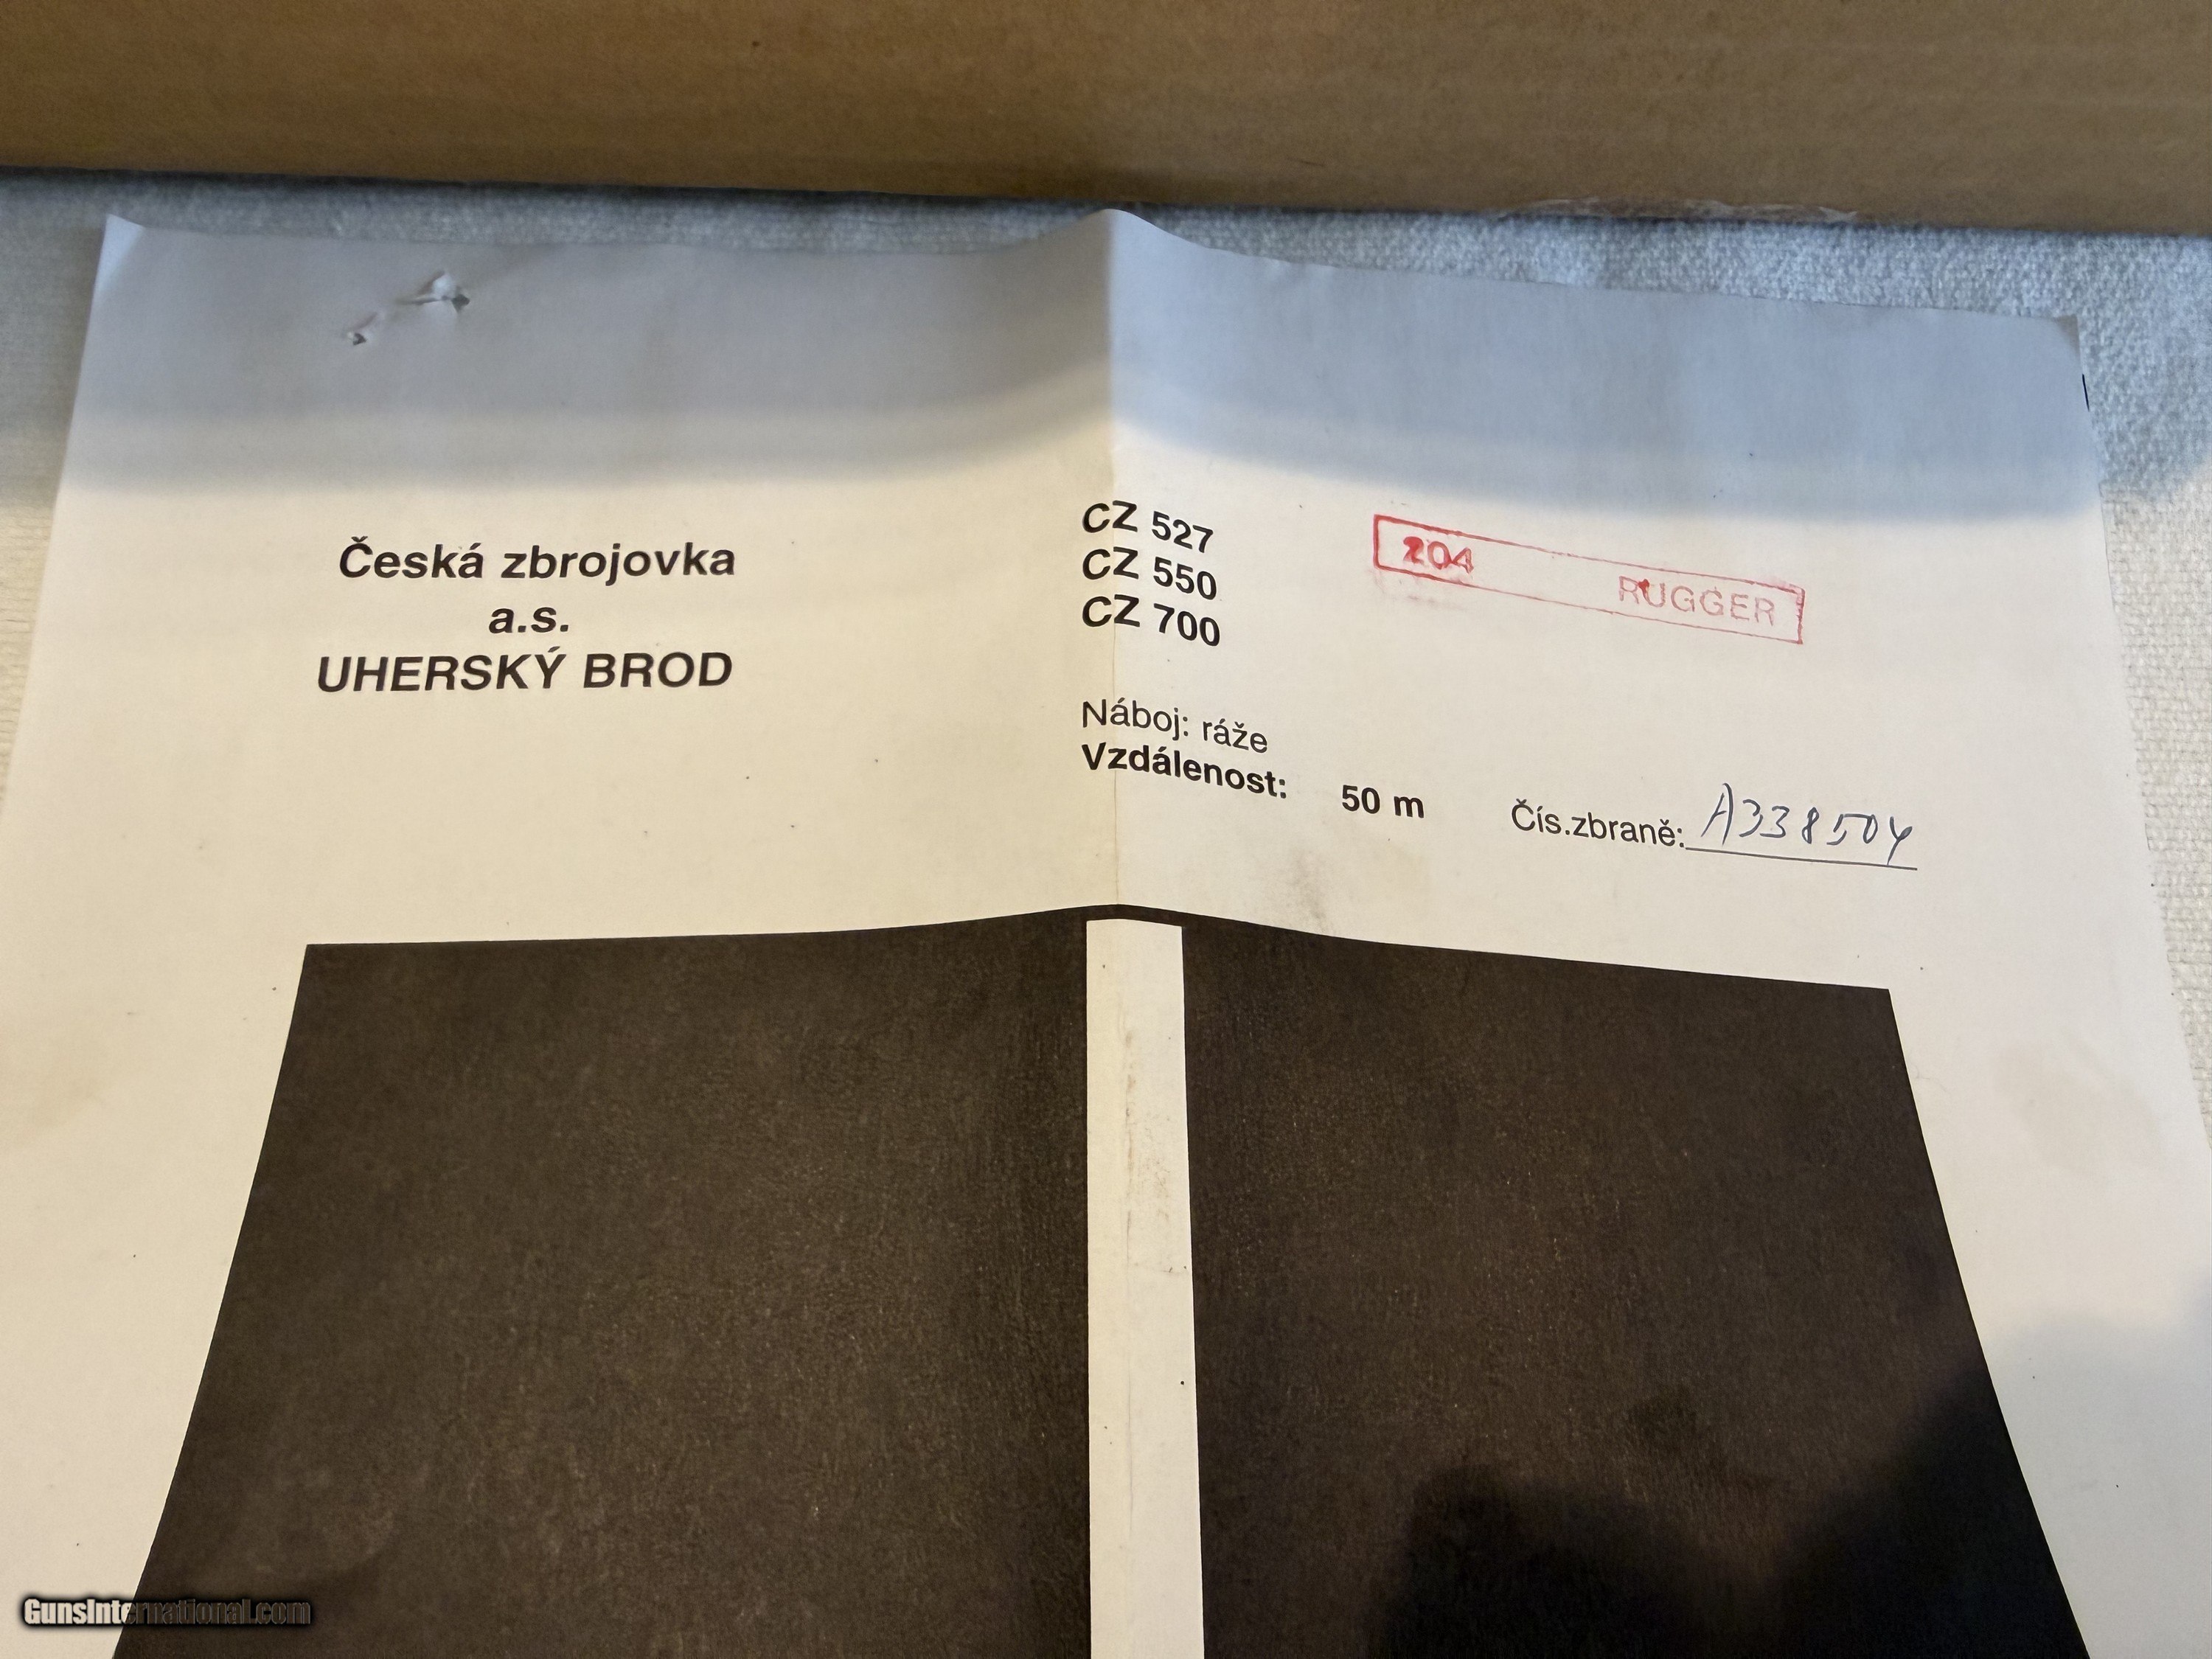 Česká zbrojovka
a.s.
UHERSKÝ BROD
CZ 527
CZ 550
CZ 700
204 RUGGER
Náboj: ráže
Vzdálenost: 50 m
Čís.zbraně: A338504
GunsInternational.com